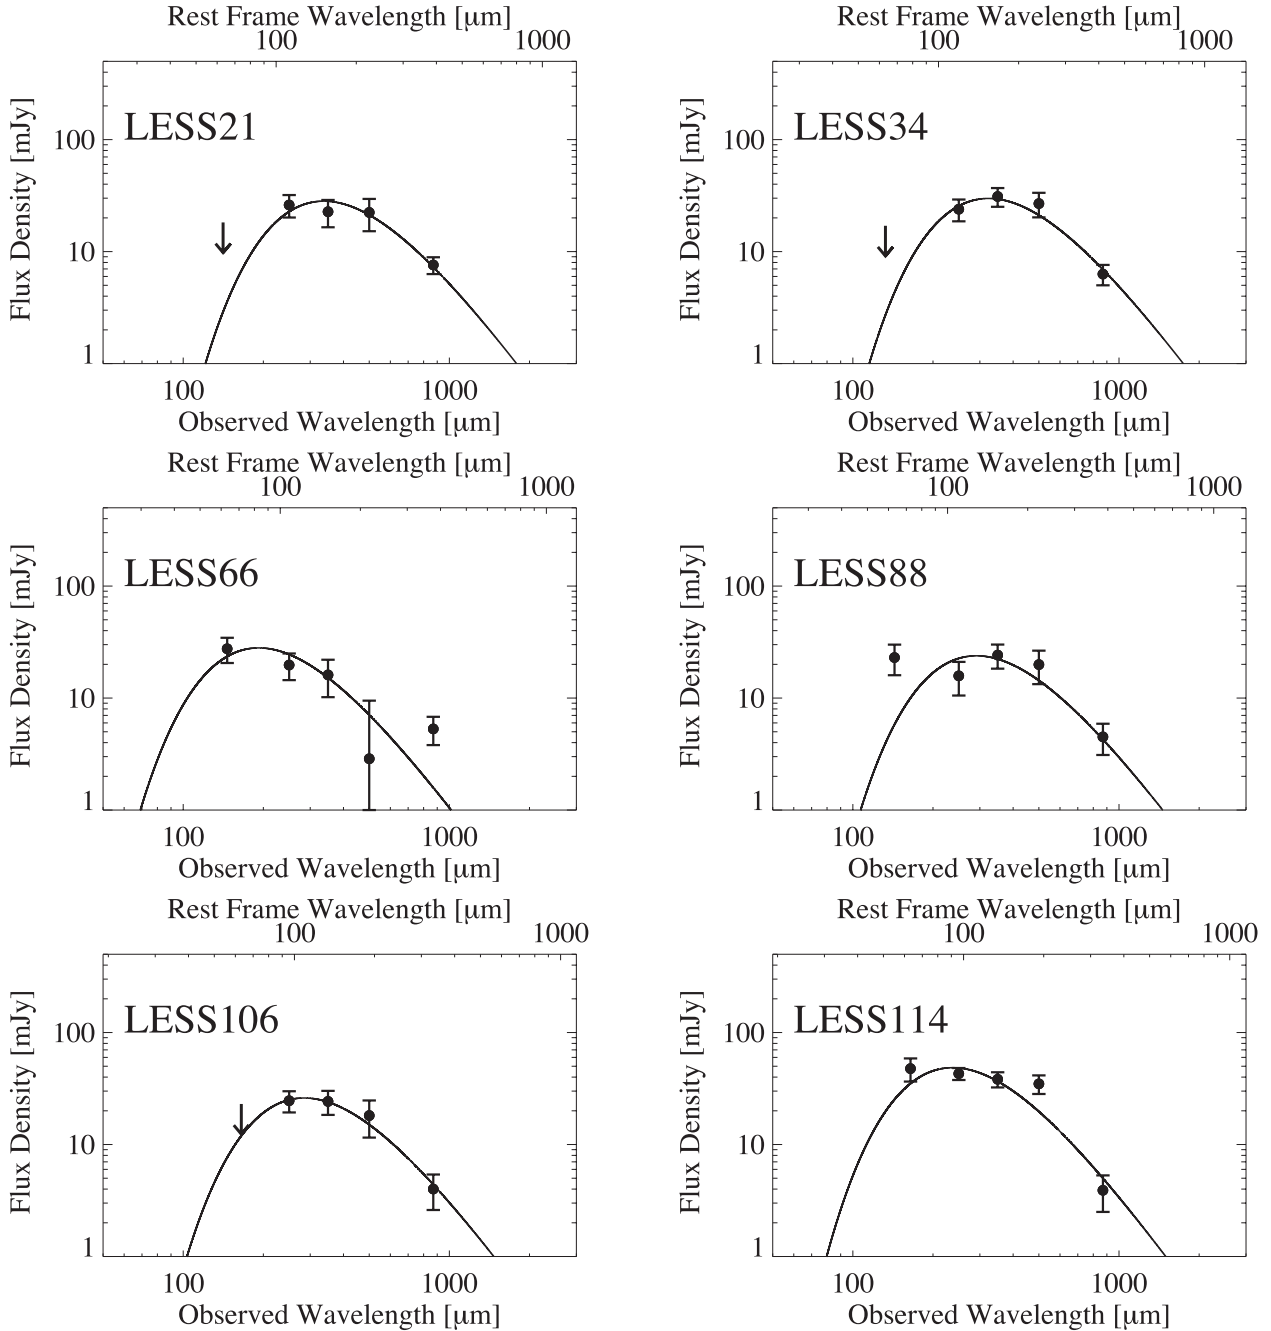 Rest Frame Wavelength [μm]
100 1000
LESS21
Flux Density [mJy]
100
10
1
100 1000
Observed Wavelength [μm]
Rest Frame Wavelength [μm]
100 1000
LESS34
Flux Density [mJy]
100
10
1
100 1000
Observed Wavelength [μm]
Rest Frame Wavelength [μm]
100 1000
LESS66
Flux Density [mJy]
100
10
1
100 1000
Observed Wavelength [μm]
Rest Frame Wavelength [μm]
100 1000
LESS88
Flux Density [mJy]
100
10
1
100 1000
Observed Wavelength [μm]
Rest Frame Wavelength [μm]
100 1000
LESS106
Flux Density [mJy]
100
10
1
100 1000
Observed Wavelength [μm]
Rest Frame Wavelength [μm]
100 1000
LESS114
Flux Density [mJy]
100
10
1
100 1000
Observed Wavelength [μm]